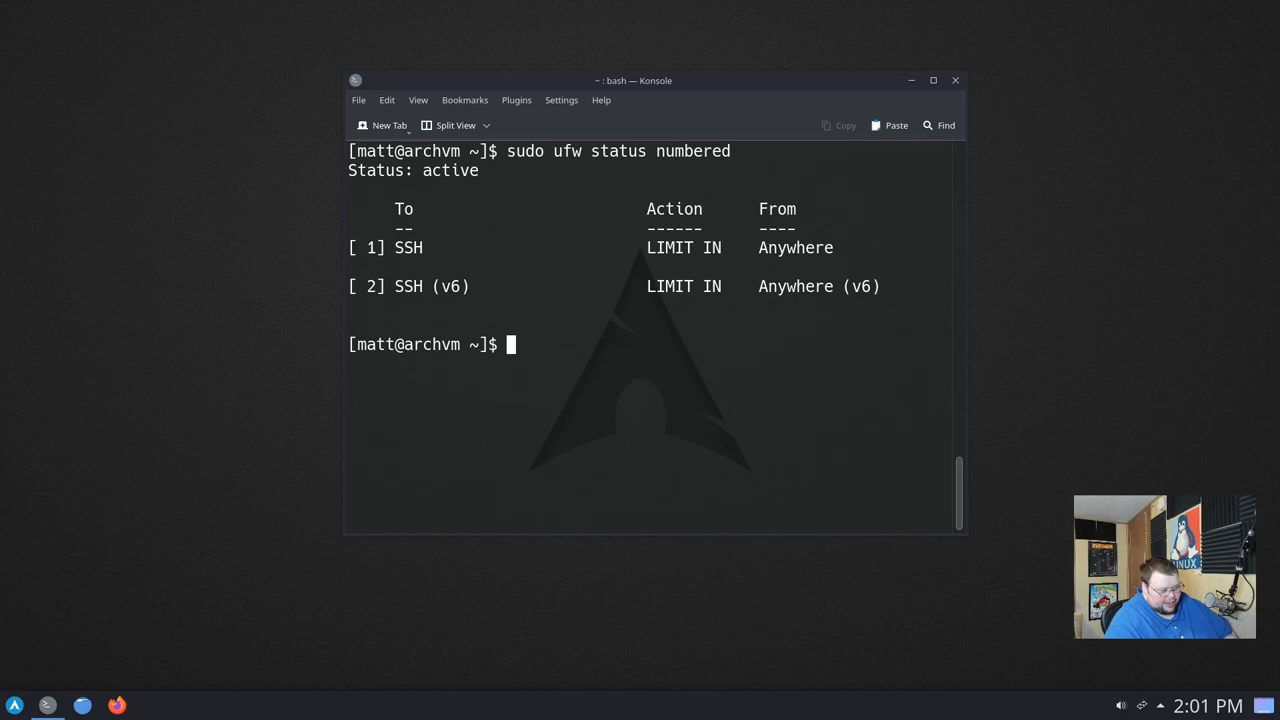 ~ : bash — Konsole
File Edit View Bookmarks Plugins Settings Help
New Tab Split View Copy Paste Find
[matt@archvm ~]$ sudo ufw status numbered
Status: active
To Action From
-- ------ ----
[ 1] SSH LIMIT IN Anywhere
[ 2] SSH (v6) LIMIT IN Anywhere (v6)
[matt@archvm ~]$
2:01 PM